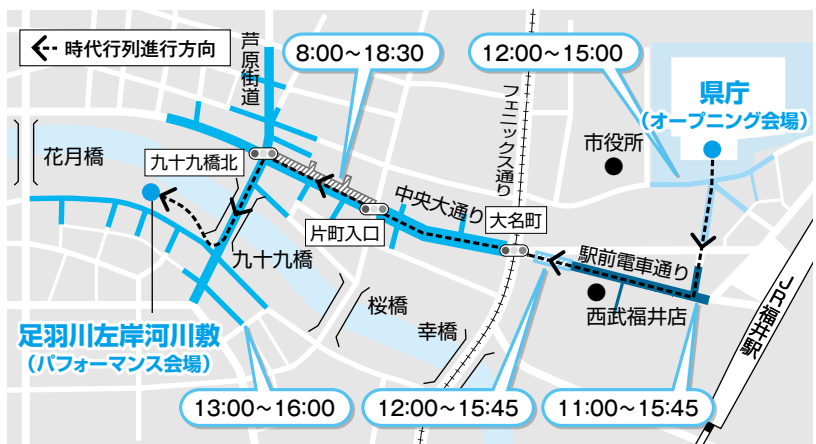 時代行列進行方向
芦原街道
8:00〜18:30
12:00〜15:00
県庁
(オープニング会場)
フェニックス通り
市役所
花月橋
九十九橋北
中央大通り
片町入口
大名町
九十九橋
駅前電車通り
桜橋
幸橋
西武福井店
JR福井駅
足羽川左岸河川敷
(パフォーマンス会場)
13:00〜16:00
12:00〜15:45
11:00〜15:45